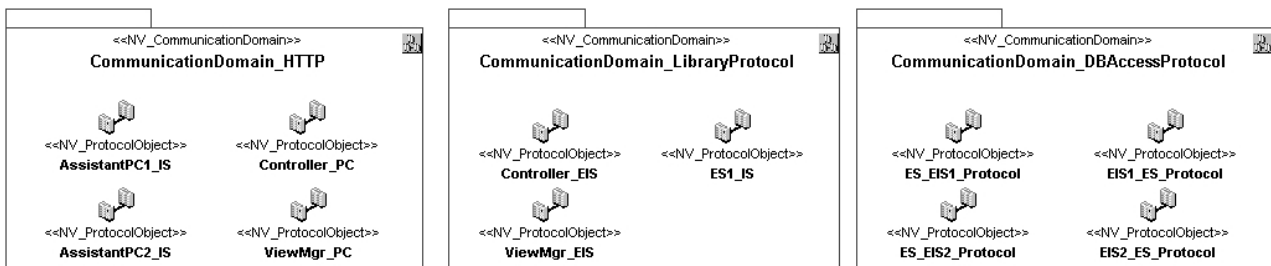 <<NV_CommunicationDomain>>
CommunicationDomain_HTTP
<<NV_ProtocolObject>>
AssistantPC1_IS
<<NV_ProtocolObject>>
Controller_PC
<<NV_ProtocolObject>>
AssistantPC2_IS
<<NV_ProtocolObject>>
ViewMgr_PC
<<NV_CommunicationDomain>>
CommunicationDomain_LibraryProtocol
<<NV_ProtocolObject>>
Controller_EIS
<<NV_ProtocolObject>>
ES1_IS
<<NV_ProtocolObject>>
ViewMgr_EIS
<<NV_CommunicationDomain>>
CommunicationDomain_DBAccessProtocol
<<NV_ProtocolObject>>
ES_EIS1_Protocol
<<NV_ProtocolObject>>
EIS1_ES_Protocol
<<NV_ProtocolObject>>
ES_EIS2_Protocol
<<NV_ProtocolObject>>
EIS2_ES_Protocol